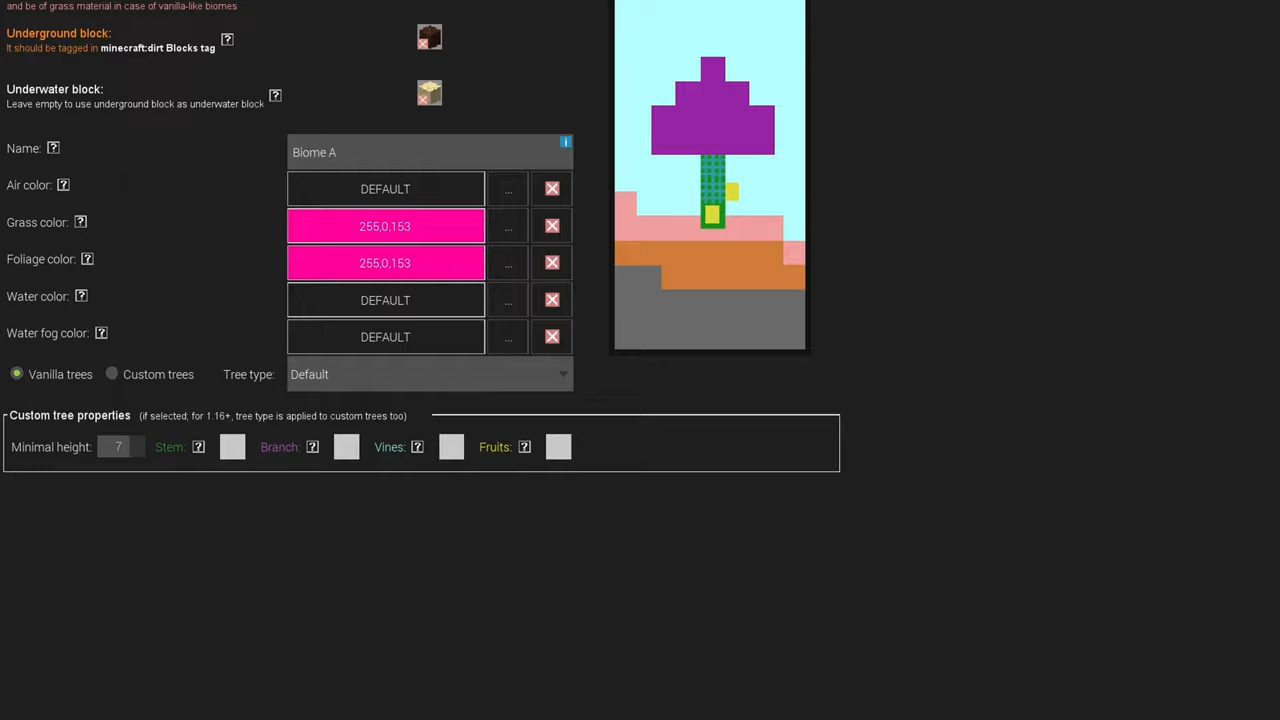 and be of grass material in case of vanilla-like biomes
Underground block:
It should be tagged in minecraft:dirt Blocks tag
?
Underwater block:
Leave empty to use underground block as underwater block
?
Name: ?
Biome A
i
Air color: ?
DEFAULT
...
Grass color: ?
255,0,153
...
Foliage color: ?
255,0,153
...
Water color: ?
DEFAULT
...
Water fog color: ?
DEFAULT
...
Vanilla trees Custom trees Tree type: Default
Custom tree properties (if selected; for 1.16+, tree type is applied to custom trees too)
Minimal height: 7 Stem: ? Branch: ? Vines: ? Fruits: ?